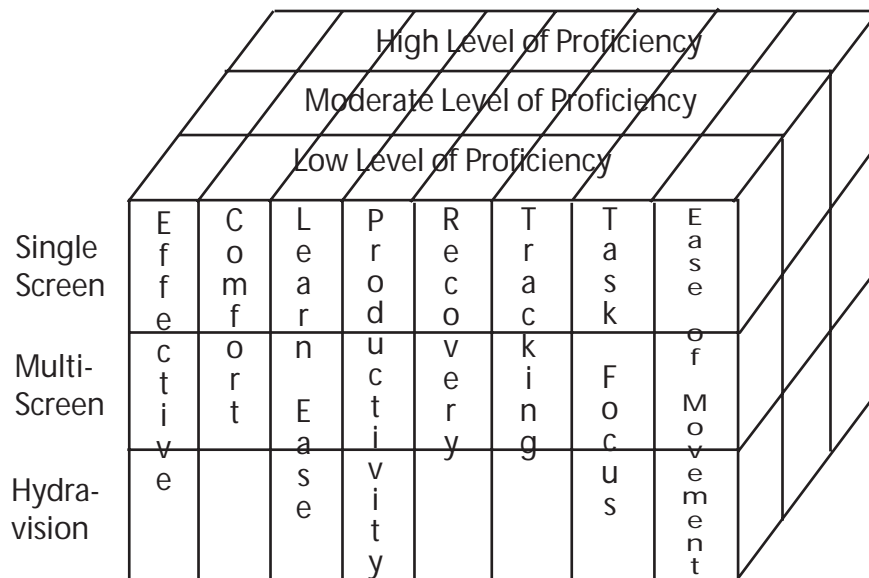 High Level of Proficiency
Moderate Level of Proficiency
Low Level of Proficiency
Single
Screen
Multi-
Screen
Hydra-
vision
Effective
Comfort
Learn Ease
Productivity
Recovery
Tracking
Task Focus
Ease of Movement